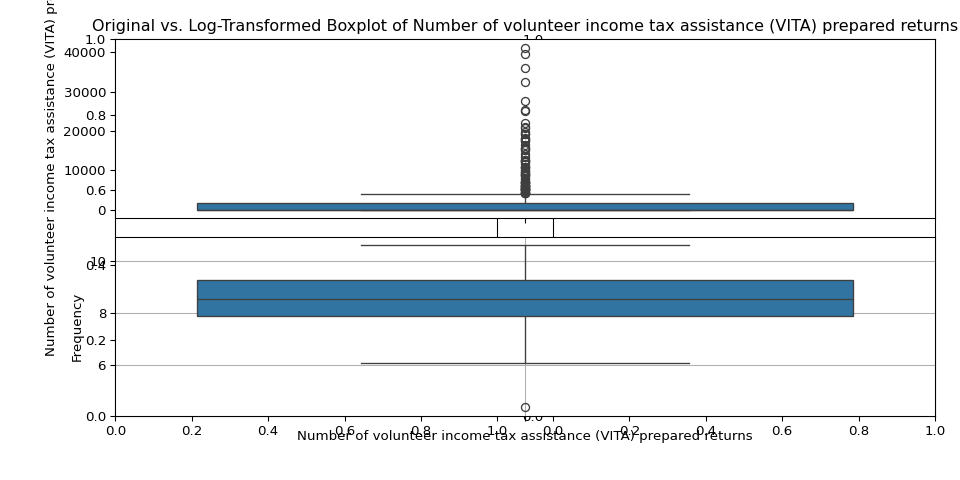 Original vs. Log-Transformed Boxplot of Number of volunteer income tax assistance (VITA) prepared returns
1.0
40000
30000
0.8
20000
10000
0.6
0
10
0.4
8
0.2
6
0.0
Number of volunteer income tax assistance (VITA) pr
Frequency
0.0 0.2 0.4 0.6 0.8 1.0 0.0 0.2 0.4 0.6 0.8 1.0
Number of volunteer income tax assistance (VITA) prepared returns